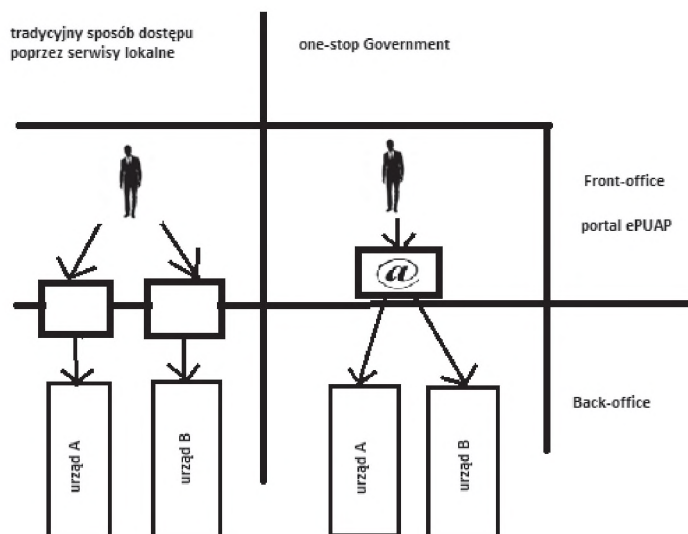 tradycyjny sposób dostępu
poprzez serwisy lokalne
one-stop Government
Front-office
portal ePUAP
@
Back-office
urząd A
urząd B
urząd A
urząd B